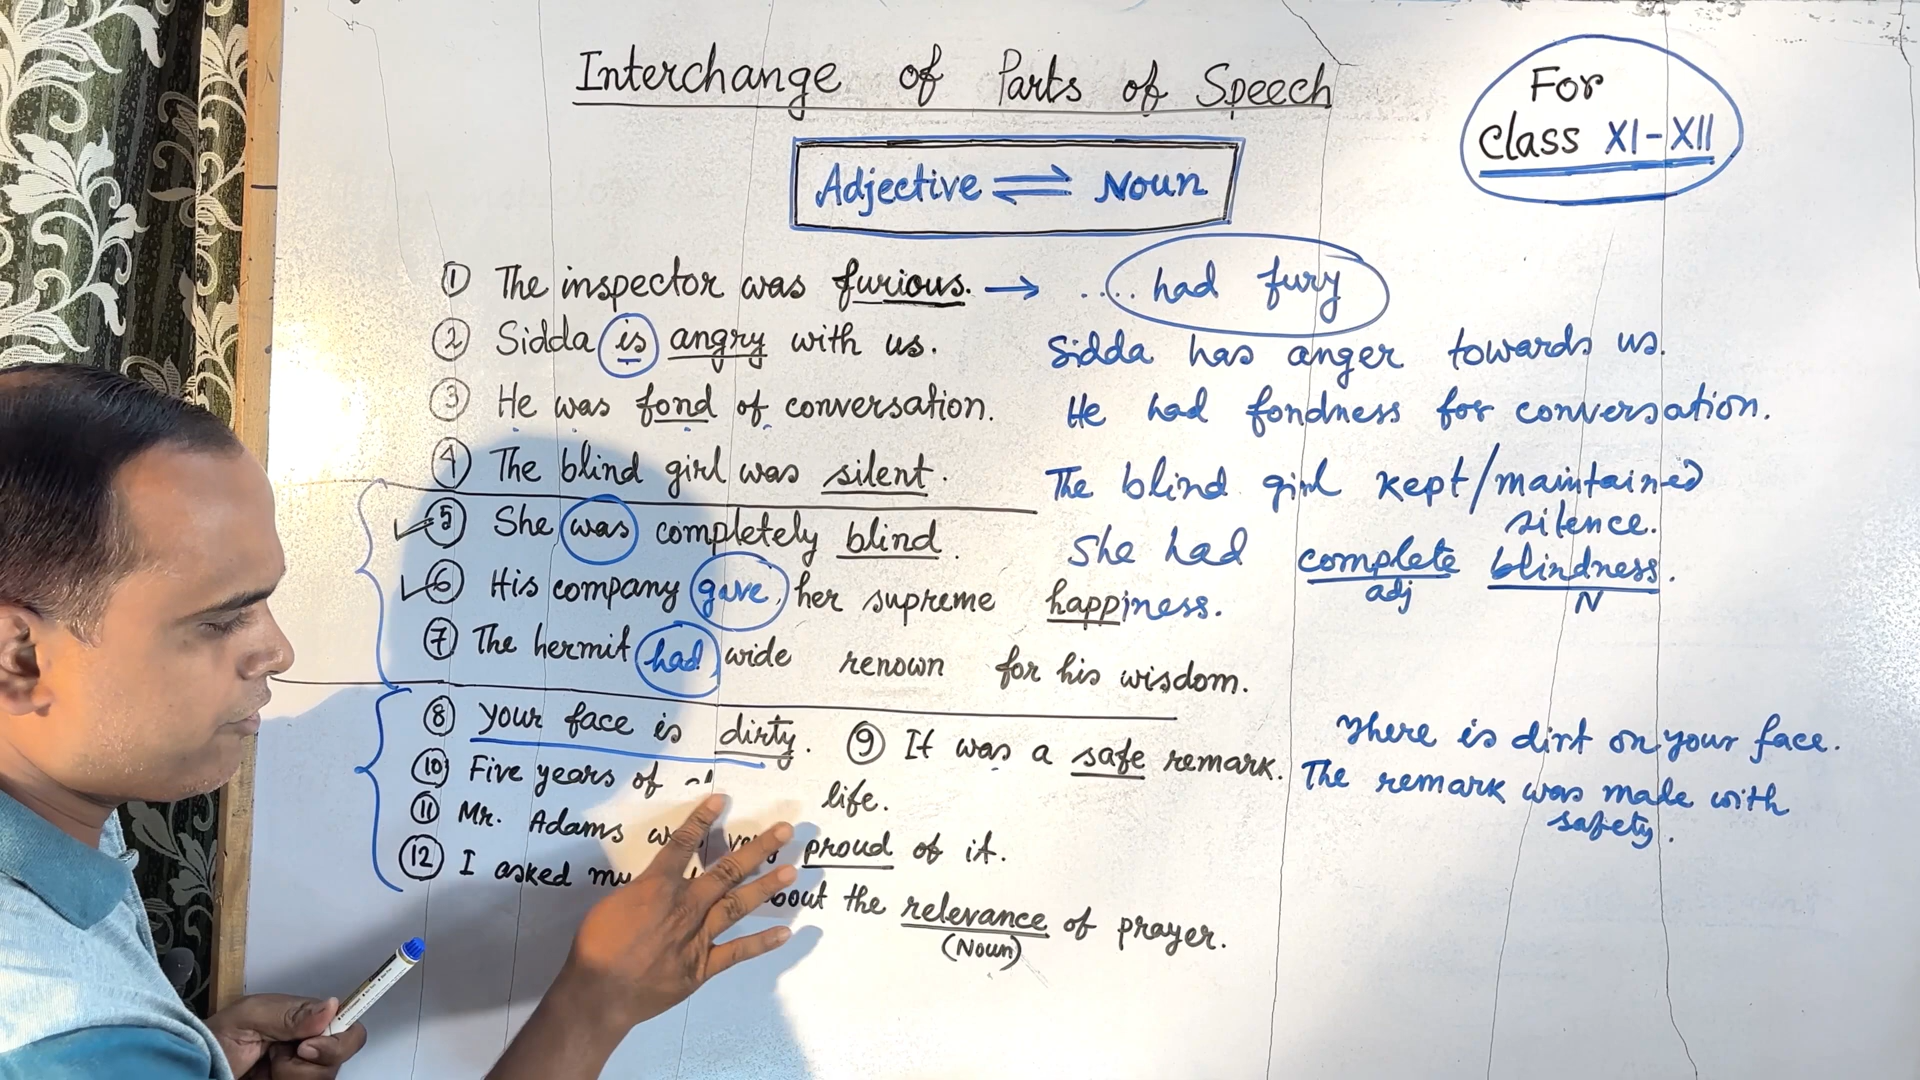 Interchange of Parts of Speech
For
Class XI-XII
Adjective ⇌ Noun
① The inspector was furious. → .... had fury
② Sidda is angry with us. Sidda has anger towards us.
③ He was fond of conversation. He had fondness for conversation.
④ The blind girl was silent. The blind girl kept/maintained
silence.
⑤ She was completely blind. She had complete blindness.
adj N
⑥ His company gave her supreme happiness.
⑦ The hermit had wide renown for his wisdom.
⑧ Your face is dirty. ⑨ It was a safe remark. There is dirt on your face.
The remark was made with
safety.
⑩ Five years of life.
⑪ Mr. Adams very proud of it.
⑫ I asked my about the relevance of prayer.
(Noun)